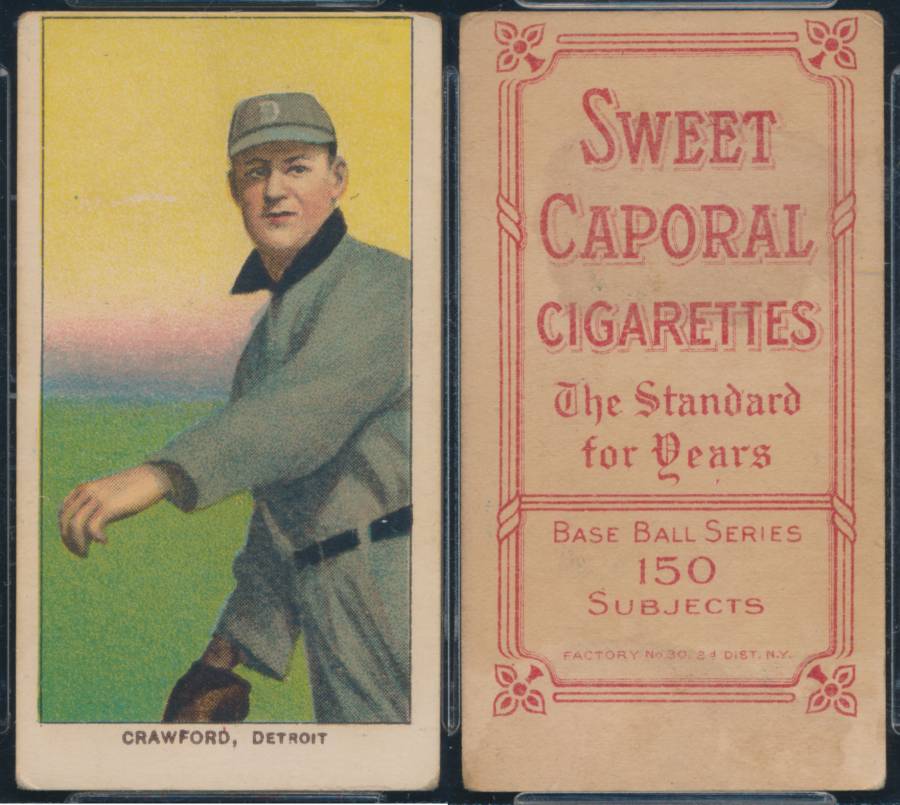 D
CRAWFORD, DETROIT
SWEET
CAPORAL
CIGARETTES
The Standard
for Years
BASE BALL SERIES
150
SUBJECTS
FACTORY No. 30, 2d DIST. N.Y.